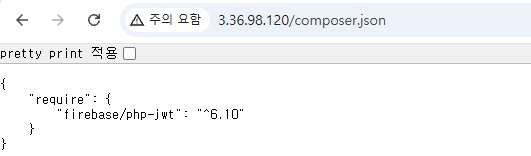 주의 요함 3.36.98.120/composer.json
pretty print 적용
{
    "require": {
        "firebase/php-jwt": "^6.10"
    }
}